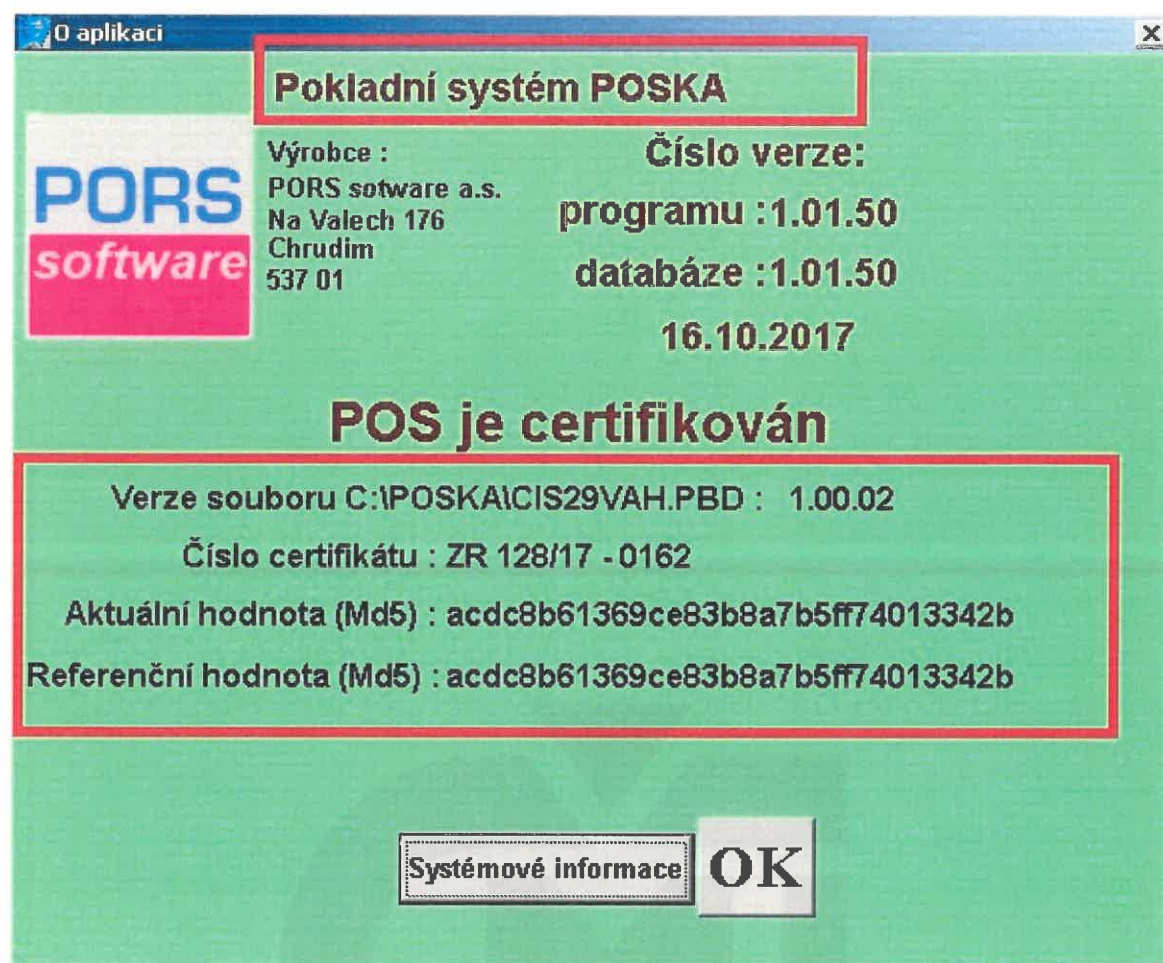 O aplikaci
Pokladní systém POSKA
PORS
software
Výrobce :
PORS sotware a.s.
Na Valech 176
Chrudim
537 01
Číslo verze:
programu :1.01.50
databáze :1.01.50
16.10.2017
POS je certifikován
Verze souboru C:\POSKA\CIS29VAH.PBD : 1.00.02
Číslo certifikátu : ZR 128/17 - 0162
Aktuální hodnota (Md5) : acdc8b61369ce83b8a7b5ff74013342b
Referenční hodnota (Md5) : acdc8b61369ce83b8a7b5ff74013342b
Systémové informace
OK